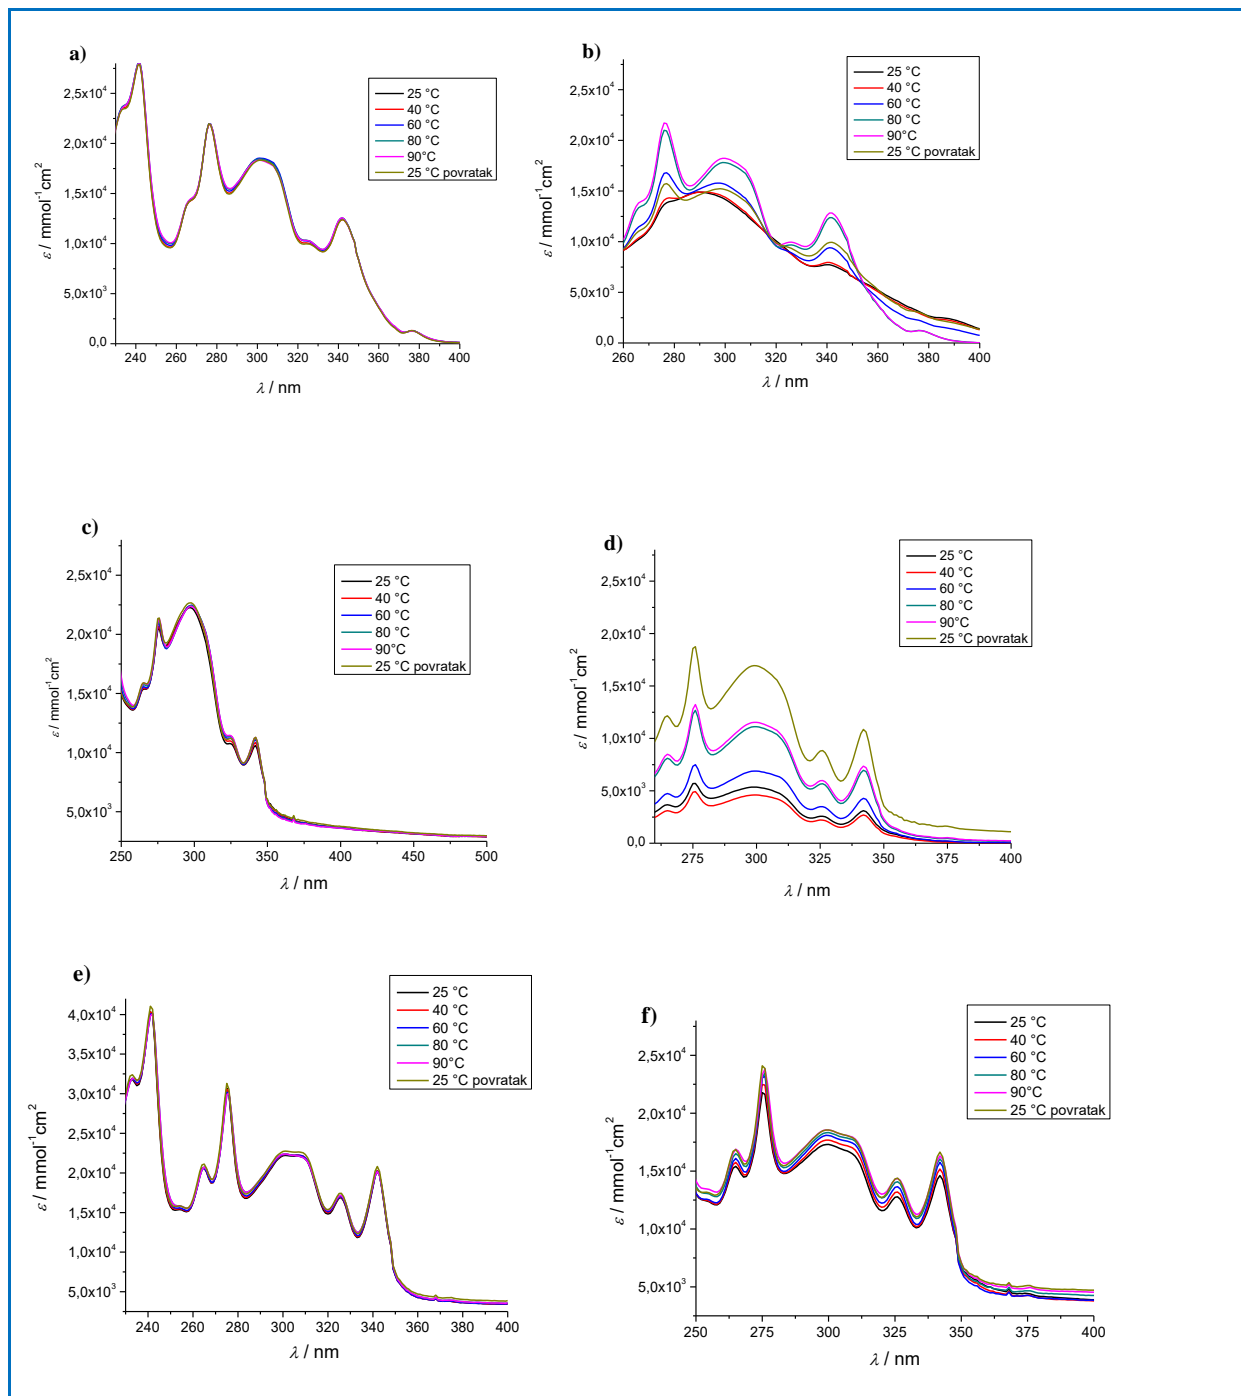 a)
ε / mmol⁻¹cm²
2,5x10⁴
2,0x10⁴
1,5x10⁴
1,0x10⁴
5,0x10³
0,0
240 260 280 300 320 340 360 380 400
λ / nm
25 °C
40 °C
60 °C
80 °C
90°C
25 °C povratak
b)
ε / mmol⁻¹cm²
2,5x10⁴
2,0x10⁴
1,5x10⁴
1,0x10⁴
5,0x10³
0,0
260 280 300 320 340 360 380 400
λ / nm
25 °C
40 °C
60 °C
80 °C
90°C
25 °C povratak
c)
ε / mmol⁻¹cm²
2,5x10⁴
2,0x10⁴
1,5x10⁴
1,0x10⁴
5,0x10³
250 300 350 400 450 500
λ / nm
25 °C
40 °C
60 °C
80 °C
90°C
25 °C povratak
d)
ε / mmol⁻¹cm²
2,5x10⁴
2,0x10⁴
1,5x10⁴
1,0x10⁴
5,0x10³
0,0
275 300 325 350 375 400
λ / nm
25 °C
40 °C
60 °C
80 °C
90°C
25 °C povratak
e)
ε / mmol⁻¹cm²
4,0x10⁴
3,0x10⁴
2,0x10⁴
1,0x10⁴
5,0x10³
240 260 280 300 320 340 360 380 400
λ / nm
25 °C
40 °C
60 °C
80 °C
90°C
25 °C povratak
f)
ε / mmol⁻¹cm²
2,5x10⁴
2,0x10⁴
1,5x10⁴
1,0x10⁴
5,0x10³
250 275 300 325 350 375 400
λ / nm
25 °C
40 °C
60 °C
80 °C
90°C
25 °C povratak